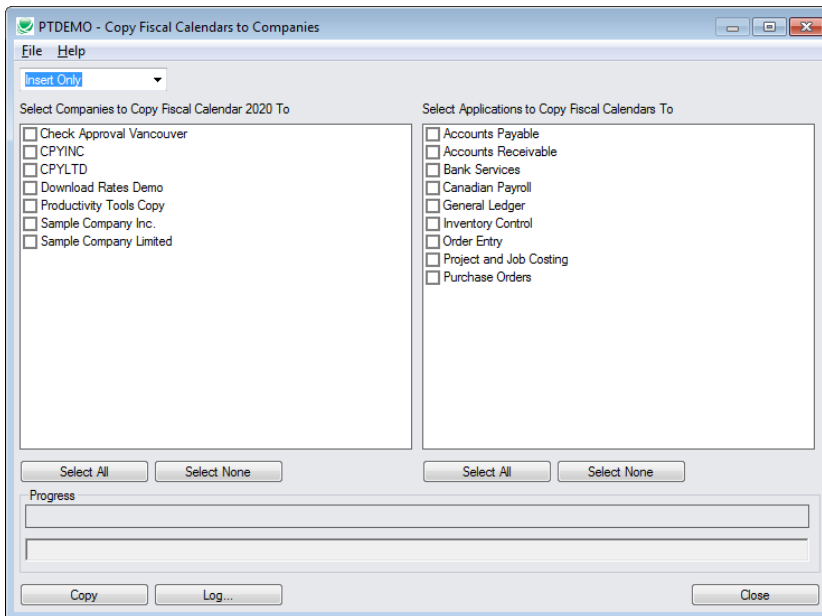 PTDEMO - Copy Fiscal Calendars to Companies
File Help
Insert Only
Select Companies to Copy Fiscal Calendar 2020 To
Check Approval Vancouver
CPYINC
CPYLTD
Download Rates Demo
Productivity Tools Copy
Sample Company Inc.
Sample Company Limited
Select All Select None
Select Applications to Copy Fiscal Calendars To
Accounts Payable
Accounts Receivable
Bank Services
Canadian Payroll
General Ledger
Inventory Control
Order Entry
Project and Job Costing
Purchase Orders
Select All Select None
Progress
Copy Log... Close